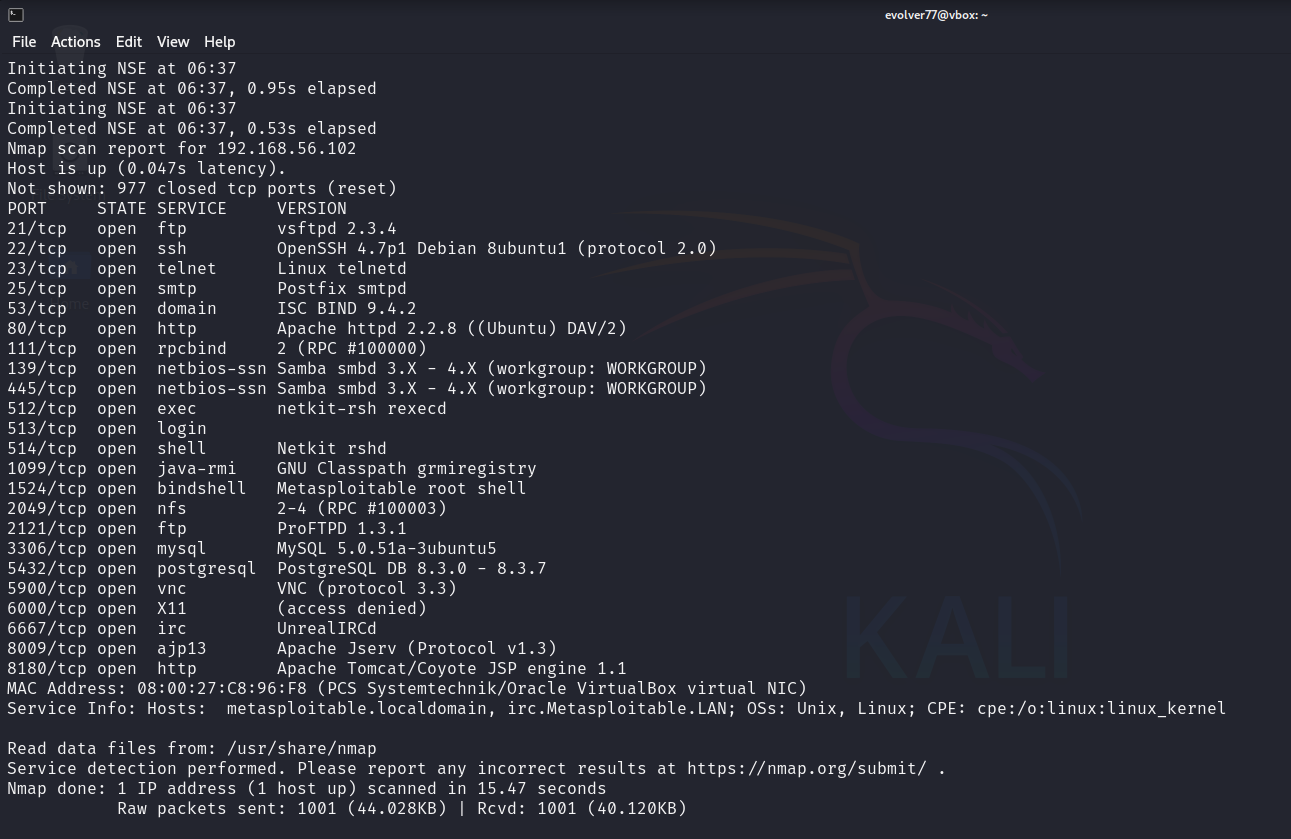 evolver77@vbox: ~
File Actions Edit View Help
Initiating NSE at 06:37
Completed NSE at 06:37, 0.95s elapsed
Initiating NSE at 06:37
Completed NSE at 06:37, 0.53s elapsed
Nmap scan report for 192.168.56.102
Host is up (0.047s latency).
Not shown: 977 closed tcp ports (reset)
PORT     STATE SERVICE     VERSION
21/tcp   open  ftp         vsftpd 2.3.4
22/tcp   open  ssh         OpenSSH 4.7p1 Debian 8ubuntu1 (protocol 2.0)
23/tcp   open  telnet      Linux telnetd
25/tcp   open  smtp        Postfix smtpd
53/tcp   open  domain      ISC BIND 9.4.2
80/tcp   open  http        Apache httpd 2.2.8 ((Ubuntu) DAV/2)
111/tcp  open  rpcbind     2 (RPC #100000)
139/tcp  open  netbios-ssn Samba smbd 3.X - 4.X (workgroup: WORKGROUP)
445/tcp  open  netbios-ssn Samba smbd 3.X - 4.X (workgroup: WORKGROUP)
512/tcp  open  exec        netkit-rsh rexecd
513/tcp  open  login
514/tcp  open  shell       Netkit rshd
1099/tcp open  java-rmi    GNU Classpath grmiregistry
1524/tcp open  bindshell   Metasploitable root shell
2049/tcp open  nfs         2-4 (RPC #100003)
2121/tcp open  ftp         ProFTPD 1.3.1
3306/tcp open  mysql       MySQL 5.0.51a-3ubuntu5
5432/tcp open  postgresql  PostgreSQL DB 8.3.0 - 8.3.7
5900/tcp open  vnc         VNC (protocol 3.3)
6000/tcp open  X11         (access denied)
6667/tcp open  irc         UnrealIRCd
8009/tcp open  ajp13       Apache Jserv (Protocol v1.3)
8180/tcp open  http        Apache Tomcat/Coyote JSP engine 1.1
MAC Address: 08:00:27:C8:96:F8 (PCS Systemtechnik/Oracle VirtualBox virtual NIC)
Service Info: Hosts:  metasploitable.localdomain, irc.Metasploitable.LAN; OSs: Unix, Linux; CPE: cpe:/o:linux:linux_kernel
Read data files from: /usr/share/nmap
Service detection performed. Please report any incorrect results at https://nmap.org/submit/ .
Nmap done: 1 IP address (1 host up) scanned in 15.47 seconds
Raw packets sent: 1001 (44.028KB) | Rcvd: 1001 (40.120KB)
KALI